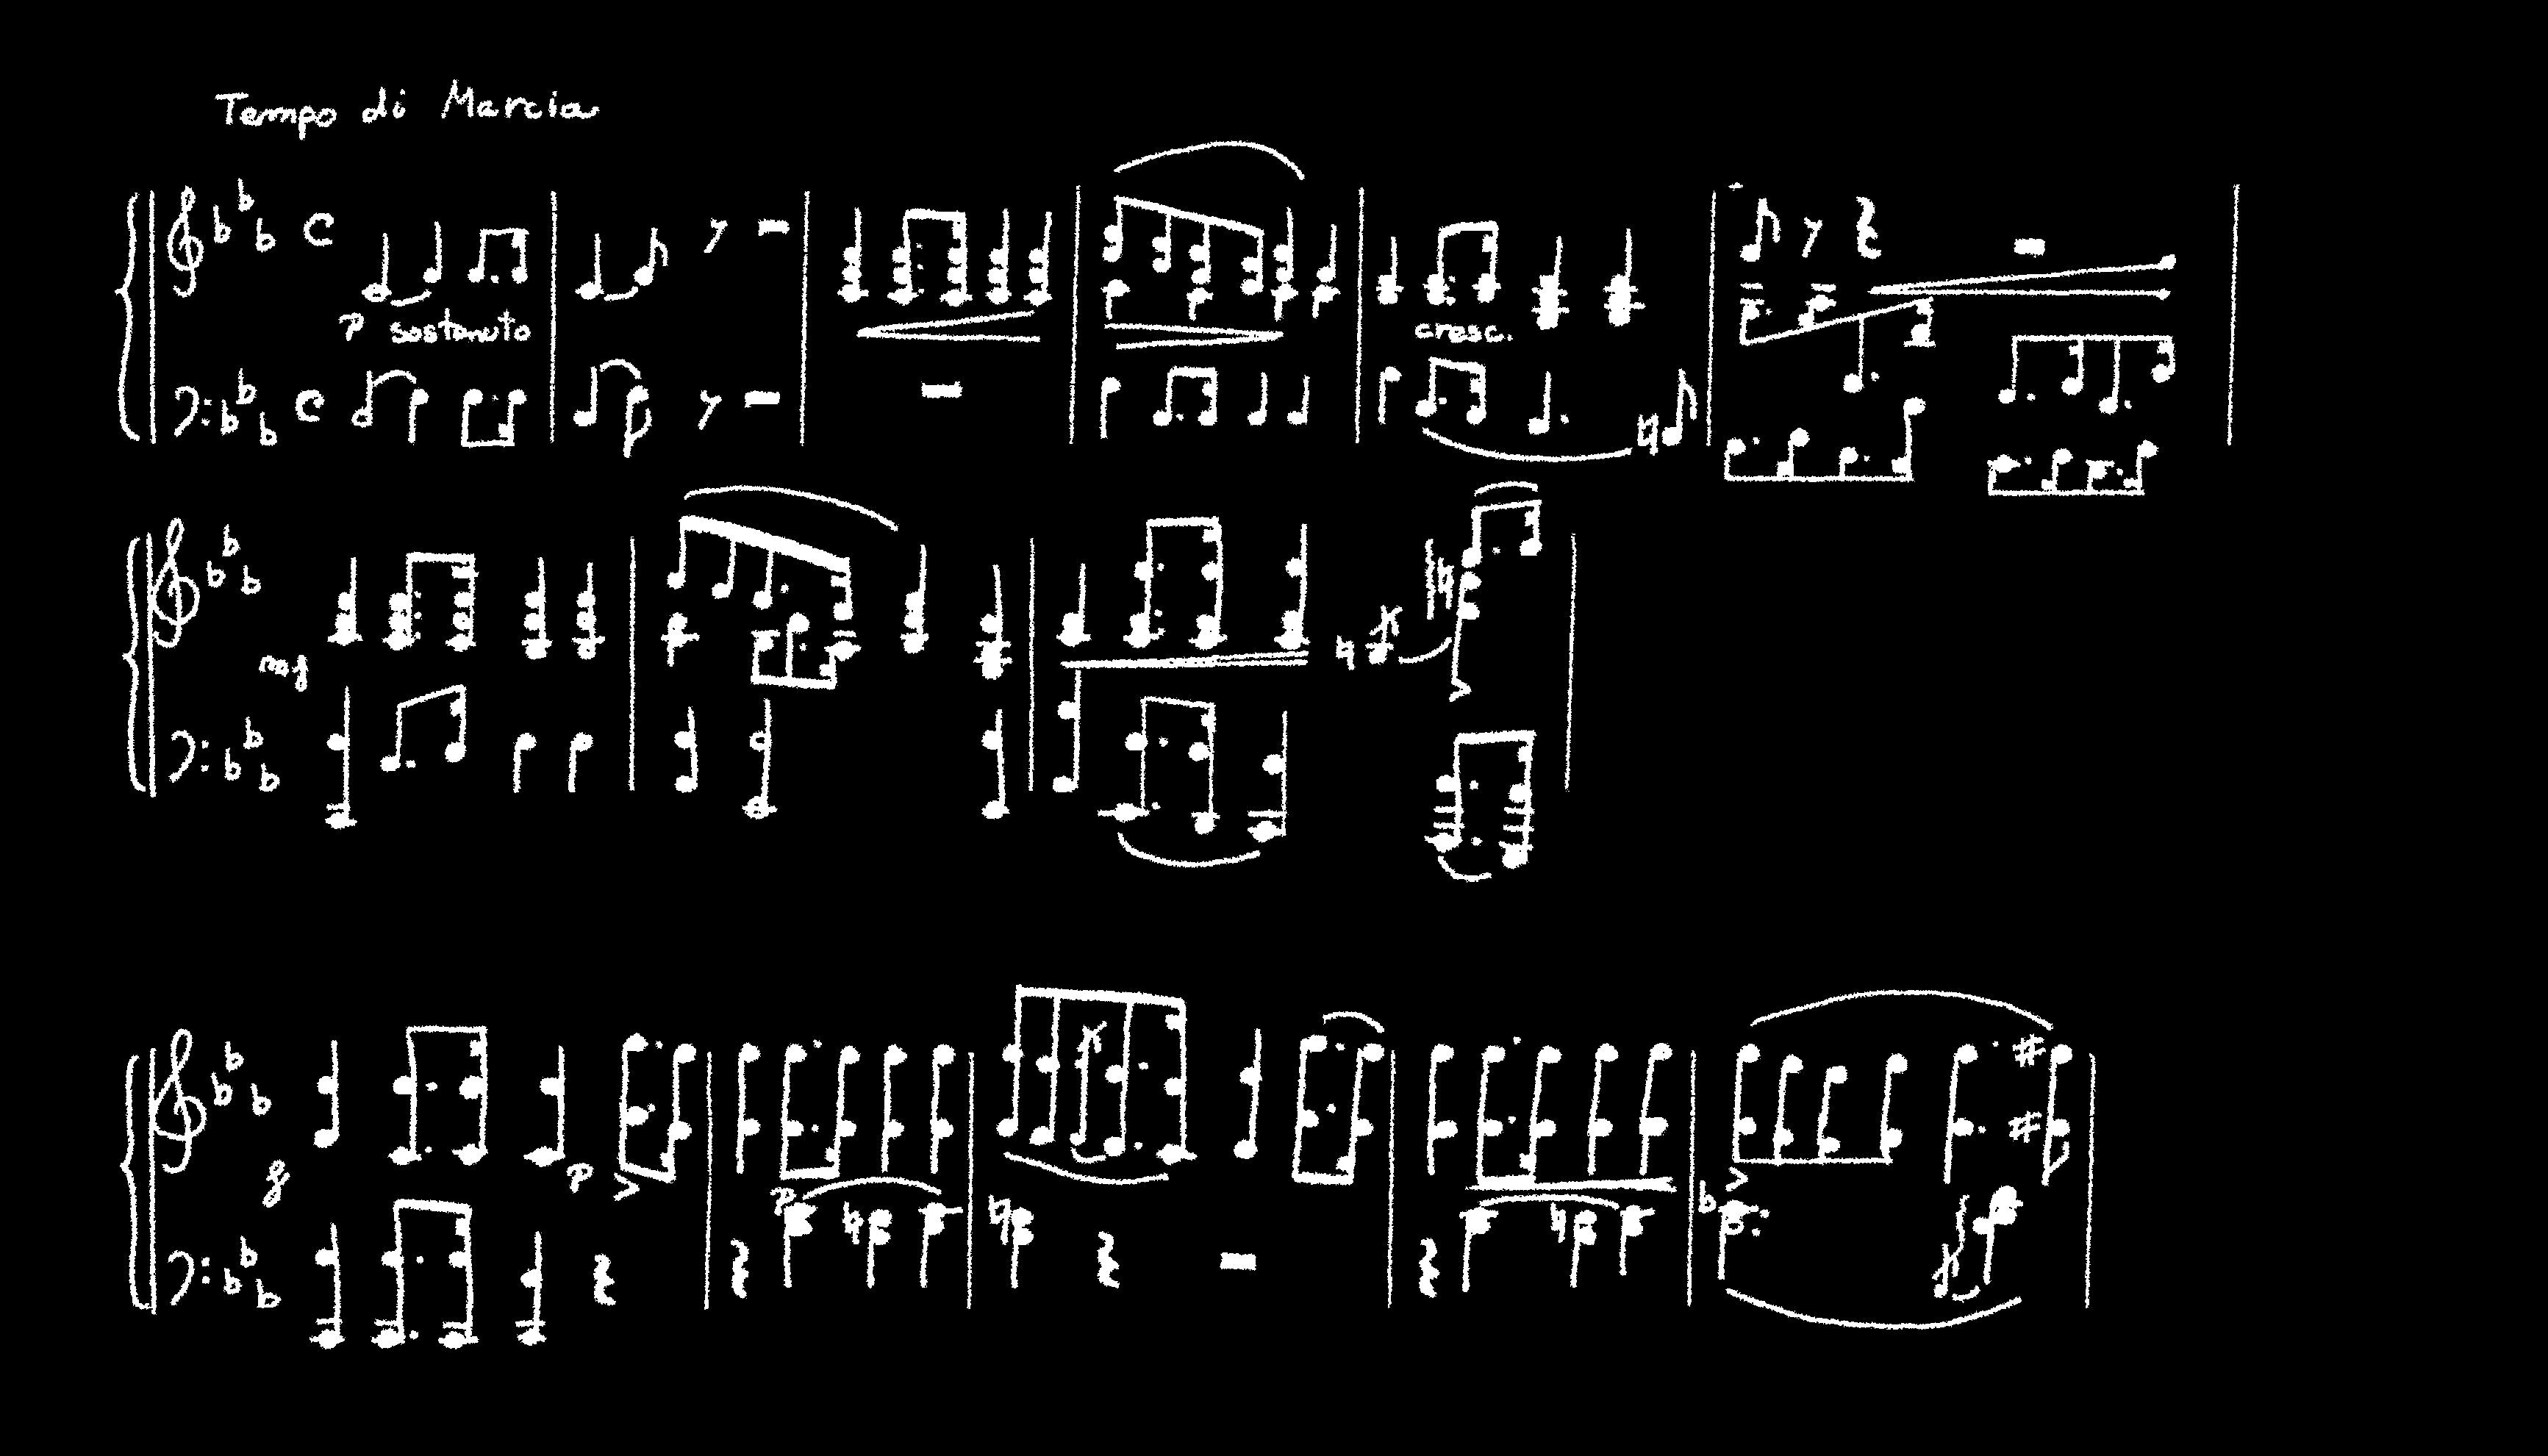 Tempo di Marcia
p sostenuto
cresc.
mf
f p
p